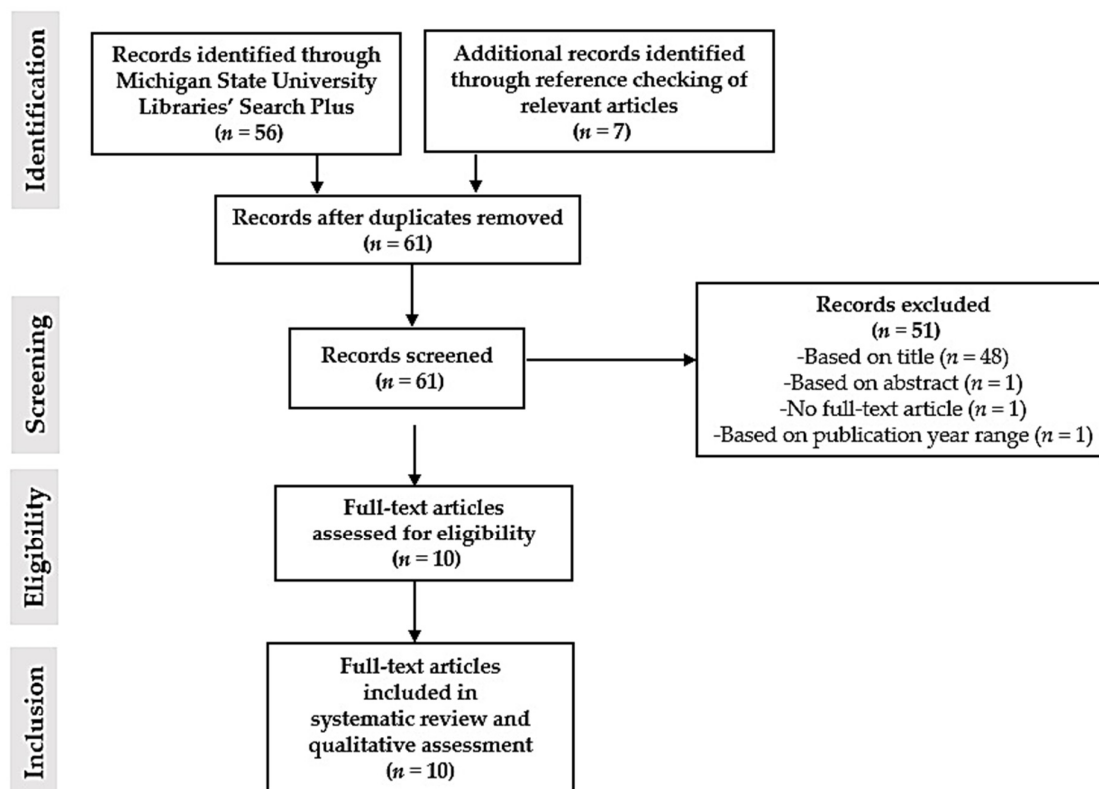 Identification
Records identified through
Michigan State University
Libraries' Search Plus
(n = 56)
Additional records identified
through reference checking of
relevant articles
(n = 7)
Records after duplicates removed
(n = 61)
Screening
Records screened
(n = 61)
Records excluded
(n = 51)
-Based on title (n = 48)
-Based on abstract (n = 1)
-No full-text article (n = 1)
-Based on publication year range (n = 1)
Eligibility
Full-text articles
assessed for eligibility
(n = 10)
Inclusion
Full-text articles
included in
systematic review and
qualitative assessment
(n = 10)